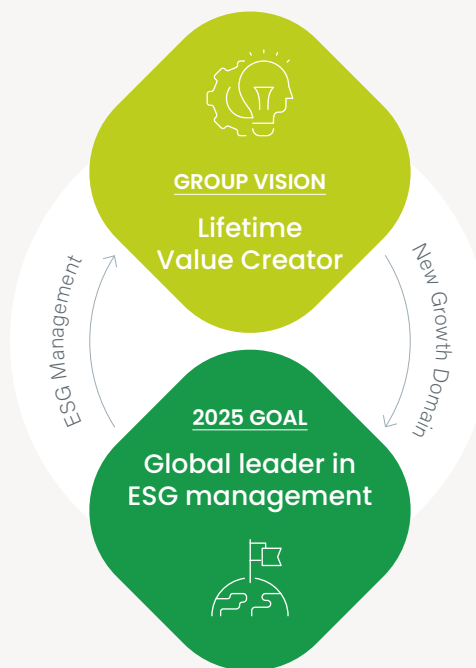 GROUP VISION
Lifetime
Value Creator
ESG Management
New Growth Domain
2025 GOAL
Global leader in
ESG management